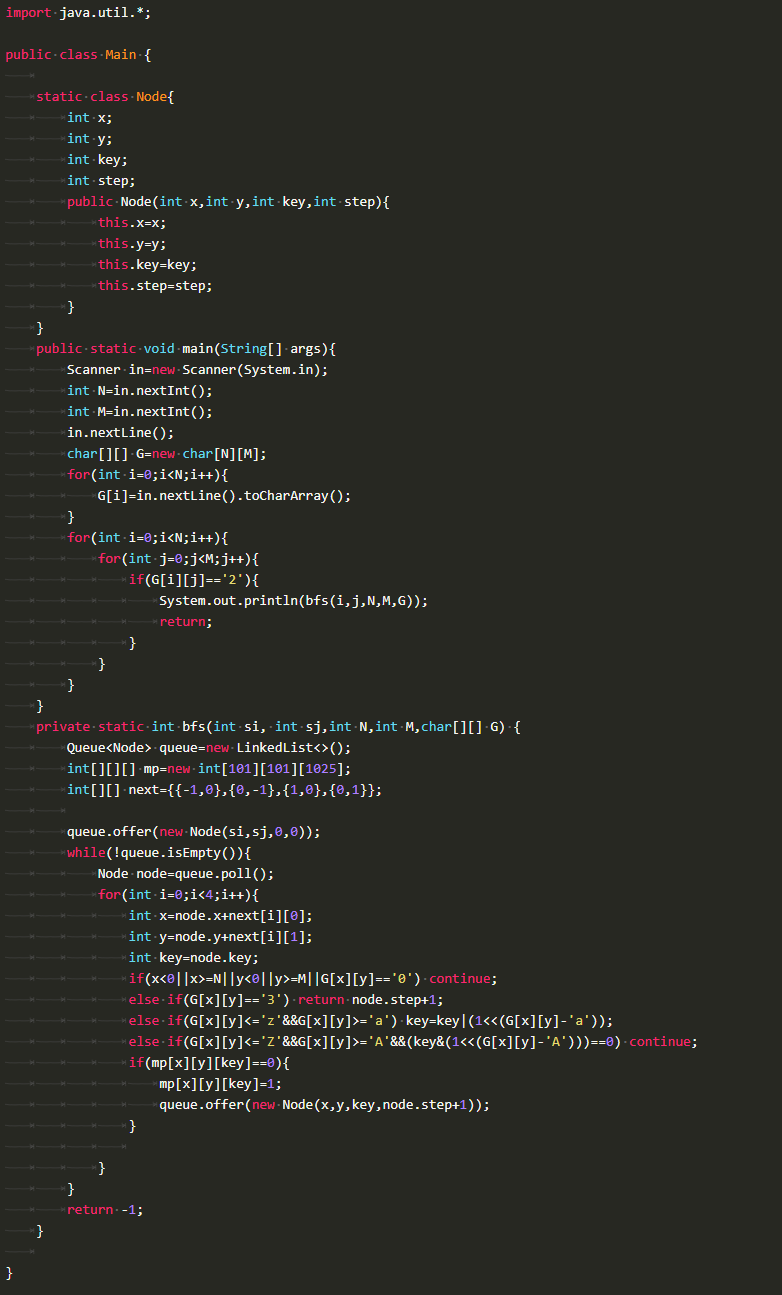 import java.util.*;

public class Main {

    static class Node{
        int x;
        int y;
        int key;
        int step;
        public Node(int x,int y,int key,int step){
            this.x=x;
            this.y=y;
            this.key=key;
            this.step=step;
        }
    }
    public static void main(String[] args){
        Scanner in=new Scanner(System.in);
        int N=in.nextInt();
        int M=in.nextInt();
        in.nextLine();
        char[][] G=new char[N][M];
        for(int i=0;i<N;i++){
            G[i]=in.nextLine().toCharArray();
        }
        for(int i=0;i<N;i++){
            for(int j=0;j<M;j++){
                if(G[i][j]=='2'){
                    System.out.println(bfs(i,j,N,M,G));
                    return;
                }
            }
        }
    }
    private static int bfs(int si, int sj,int N,int M,char[][] G) {
        Queue<Node> queue=new LinkedList<>();
        int[][][] mp=new int[101][101][1025];
        int[][] next={{-1,0},{0,-1},{1,0},{0,1}};

        queue.offer(new Node(si,sj,0,0));
        while(!queue.isEmpty()){
            Node node=queue.poll();
            for(int i=0;i<4;i++){
                int x=node.x+next[i][0];
                int y=node.y+next[i][1];
                int key=node.key;
                if(x<0||x>=N||y<0||y>=M||G[x][y]=='0') continue;
                else if(G[x][y]=='3') return node.step+1;
                else if(G[x][y]<='z'&&G[x][y]>='a') key=key|(1<<(G[x][y]-'a'));
                else if(G[x][y]<='Z'&&G[x][y]>='A'&&(key&(1<<(G[x][y]-'A')))==0) continue;
                if(mp[x][y][key]==0){
                    mp[x][y][key]=1;
                    queue.offer(new Node(x,y,key,node.step+1));
                }

            }
        }
        return -1;
    }

}